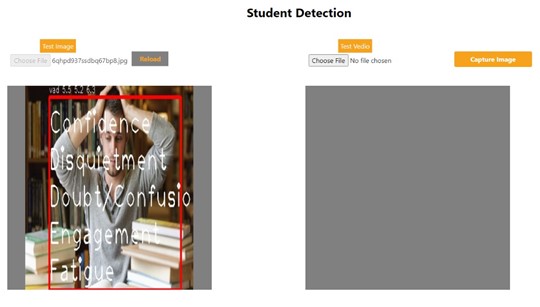 Student Detection
Test Image
Test Vedio
Choose File 6qhpd937ssdbq67bp8.jpg
Reload
Choose File No file chosen
Capture Image
vad 5.5 5.2 6.3
Confidence
Disquietment
Doubt/Confusio
Engagement
Fatigue